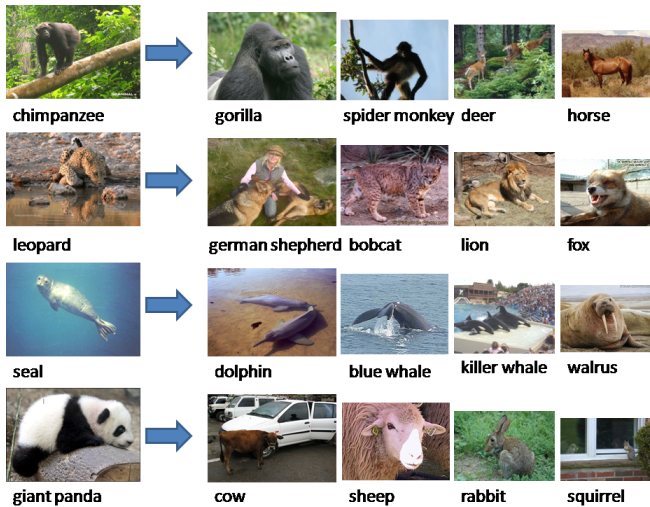 chimpanzee
gorilla
spider monkey
deer
horse
leopard
german shepherd
bobcat
lion
fox
seal
dolphin
blue whale
killer whale
walrus
giant panda
cow
sheep
rabbit
squirrel